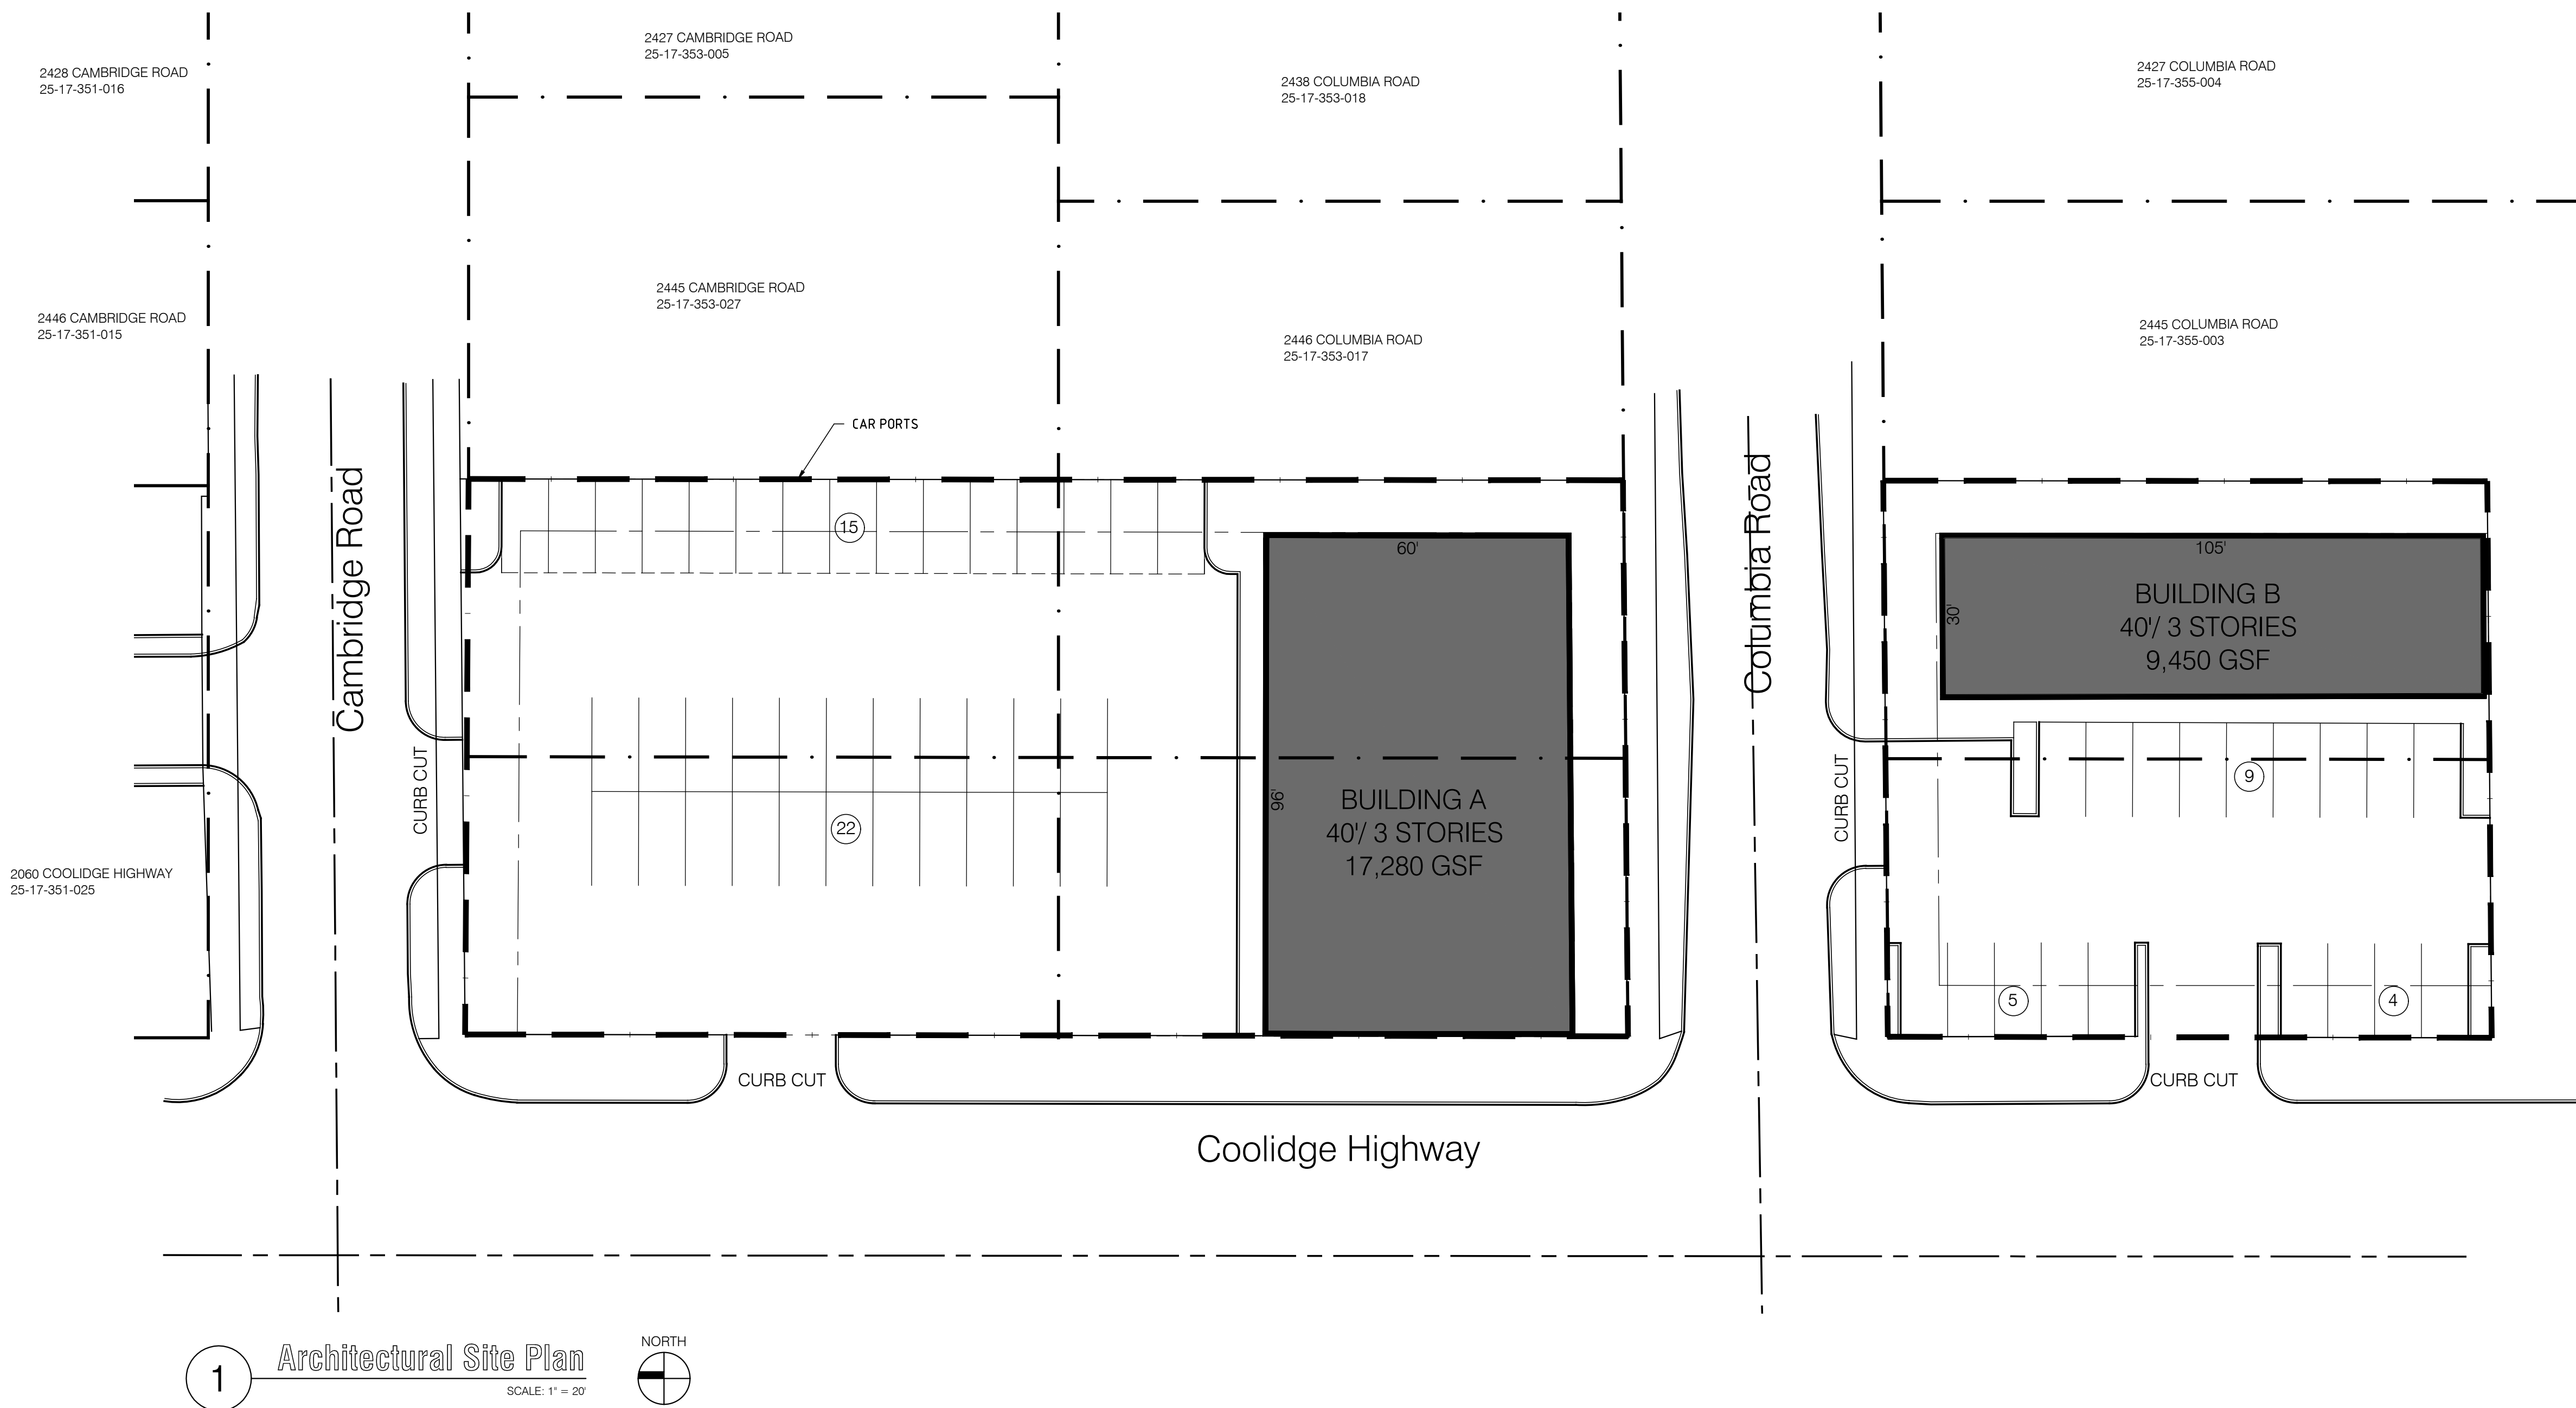 2427 CAMBRIDGE ROAD
25-17-353-005
2428 CAMBRIDGE ROAD
25-17-351-016
2438 COLUMBIA ROAD
25-17-353-018
2427 COLUMBIA ROAD
25-17-355-004
2445 CAMBRIDGE ROAD
25-17-353-027
2446 CAMBRIDGE ROAD
25-17-351-015
2446 COLUMBIA ROAD
25-17-353-017
2445 COLUMBIA ROAD
25-17-355-003
CAR PORTS
Cambridge Road
Columbia Road
15
60'
105'
30'
BUILDING B
40'/ 3 STORIES
9,450 GSF
CURB CUT
22
96'
BUILDING A
40'/ 3 STORIES
17,280 GSF
CURB CUT
9
2060 COOLIDGE HIGHWAY
25-17-351-025
5
4
CURB CUT
CURB CUT
Coolidge Highway
1
Architectural Site Plan
SCALE: 1" = 20'
NORTH